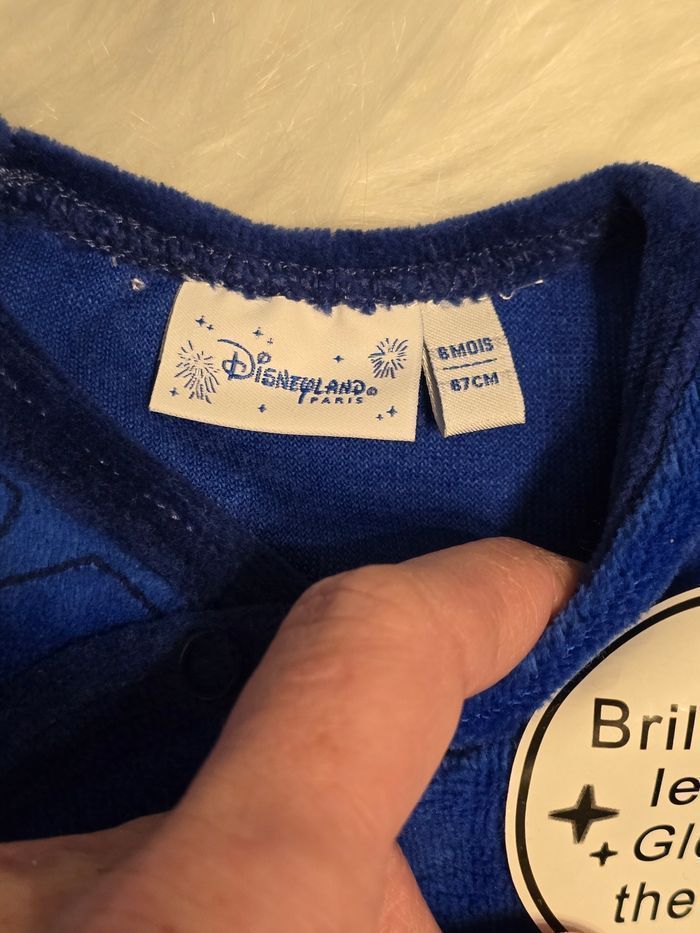 Disneyland
PARIS
6 MOIS
67CM
Bril
le
Gl
the